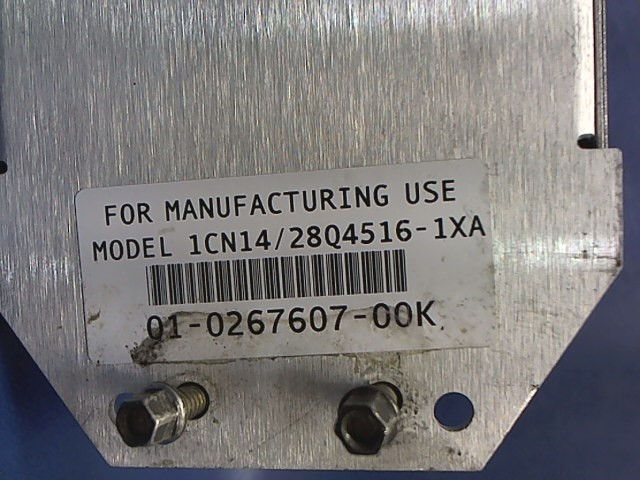 FOR MANUFACTURING USE
MODEL 1CN14/28Q4516-1XA
01-0267607-00K